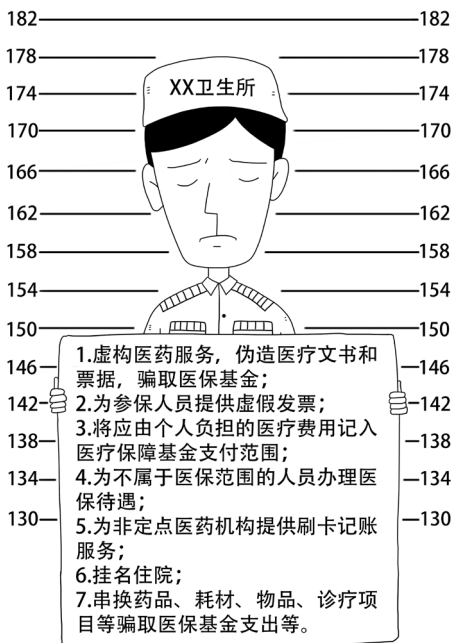 182 182
178 178
XX卫生所
174 174
170 170
166 166
162 162
158 158
154 154
150 150
146 146
142 142
138 138
134 134
130 130
1.虚构医药服务，伪造医疗文书和
票据，骗取医保基金；
2.为参保人员提供虚假发票；
3.将应由个人负担的医疗费用记入
医疗保障基金支付范围；
4.为不属于医保范围的人员办理医
保待遇；
5.为非定点医药机构提供刷卡记账
服务；
6.挂名住院；
7.串换药品、耗材、物品、诊疗项
目等骗取医保基金支出等。